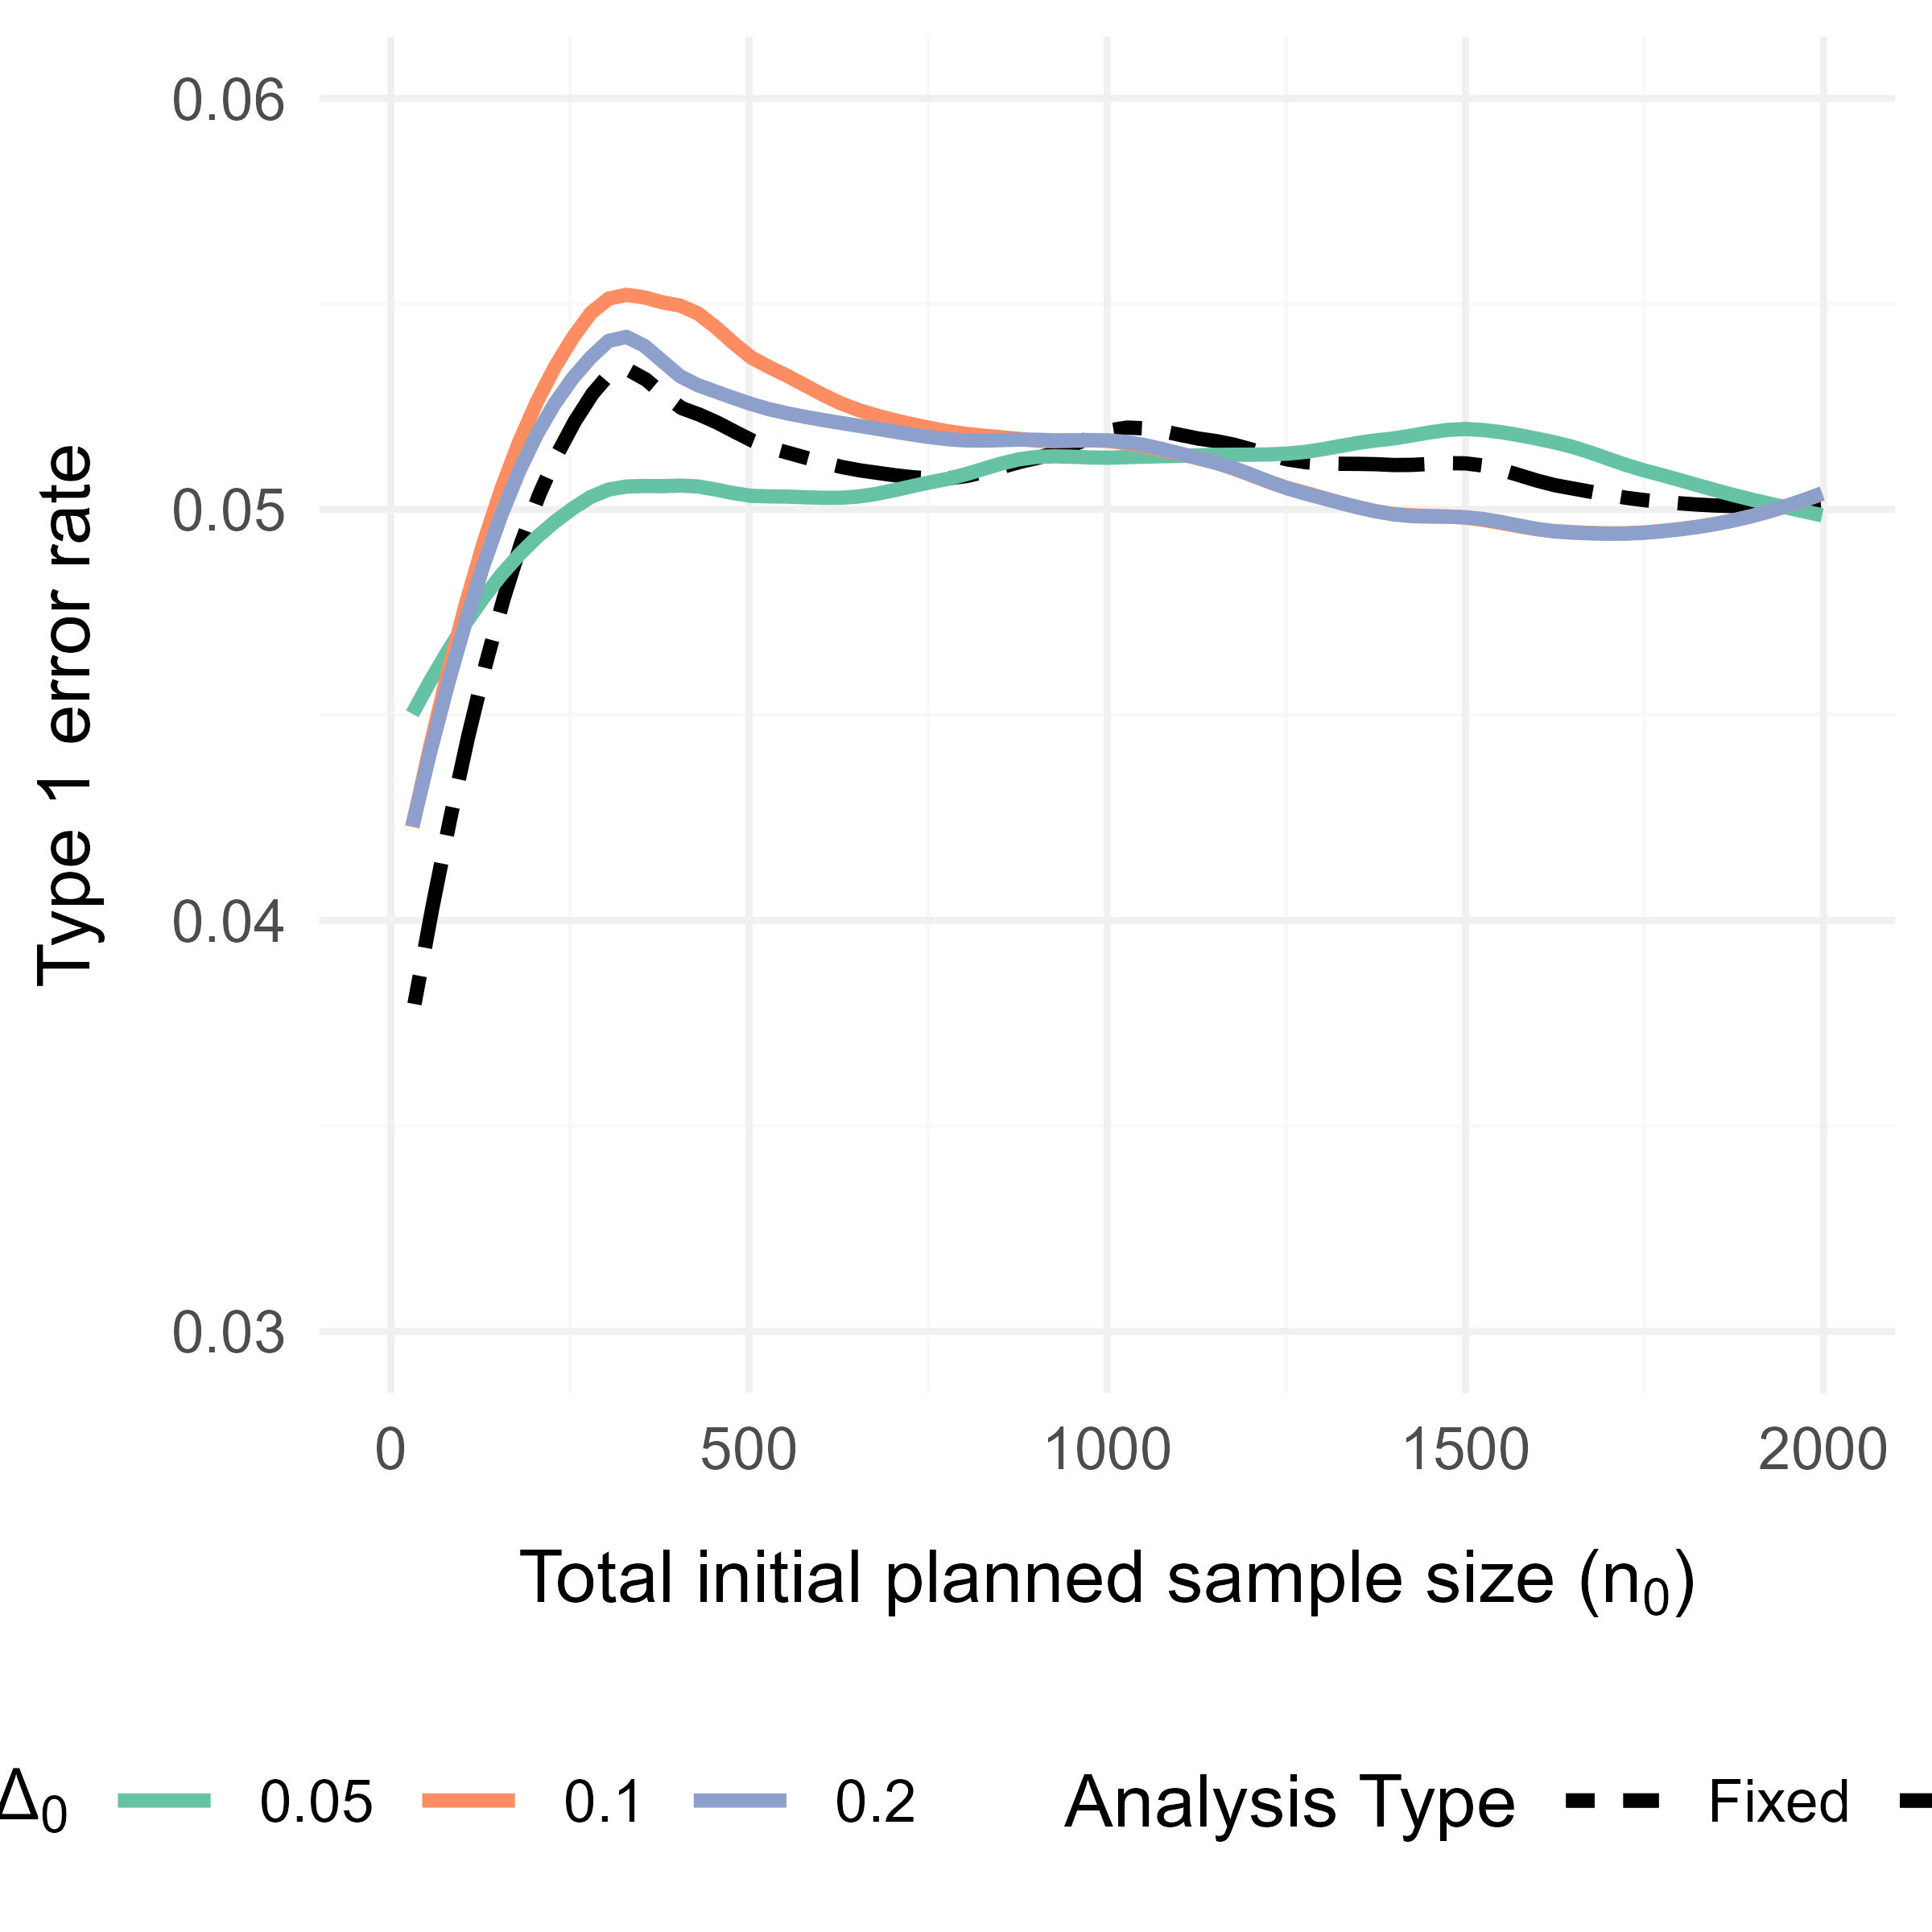 0.06
0.05
0.04
0.03
Type 1 error rate
0 500 1000 1500 2000
Total initial planned sample size (n₀)
Δ₀ 0.05 0.1 0.2 Analysis Type Fixed